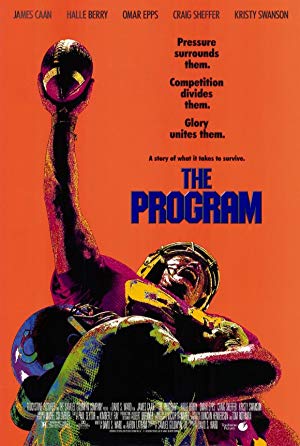 JAMES CAAN HALLE BERRY OMAR EPPS CRAIG SHEFFER KRISTY SWANSON
Pressure
surrounds
them.
Competition
divides
them.
Glory
unites them.
A story of what it takes to survive.
THE
PROGRAM